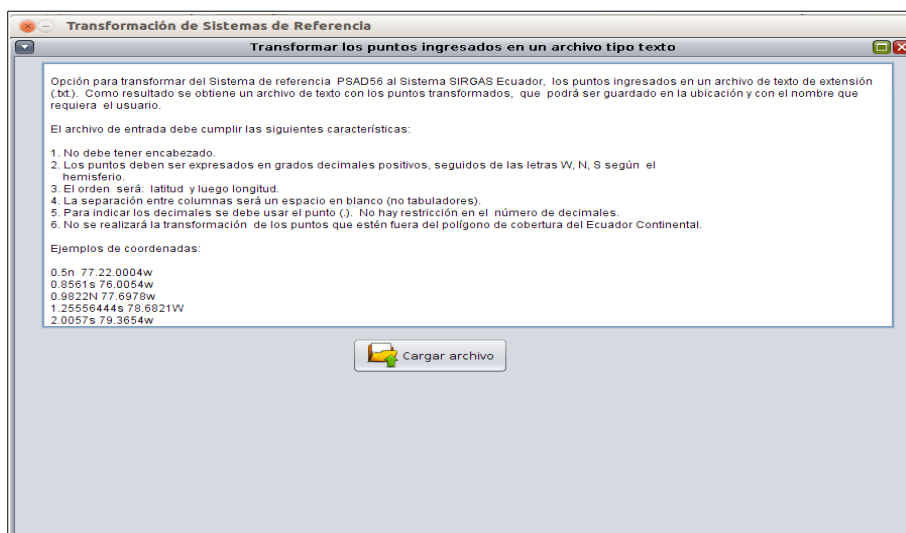 Transformación de Sistemas de Referencia
Transformar los puntos ingresados en un archivo tipo texto
Opción para transformar del Sistema de referencia PSAD56 al Sistema SIRGAS Ecuador, los puntos ingresados en un archivo de texto de extensión
(.txt.). Como resultado se obtiene un archivo de texto con los puntos transformados, que podrá ser guardado en la ubicación y con el nombre que
requiera el usuario.
El archivo de entrada debe cumplir las siguientes características:
1. No debe tener encabezado.
2. Los puntos deben ser expresados en grados decimales positivos, seguidos de las letras W, N, S según el
hemisferio.
3. El orden será: latitud y luego longitud.
4. La separación entre columnas será un espacio en blanco (no tabuladores).
5. Para indicar los decimales se debe usar el punto (.). No hay restricción en el número de decimales.
6. No se realizará la transformación de los puntos que estén fuera del polígono de cobertura del Ecuador Continental.
Ejemplos de coordenadas:
0.5n 77.22.0004w
0.8561s 76.0054w
0.9822N 77.6978w
1.25556444s 78.6821W
2.0057s 79.3654w
Cargar archivo